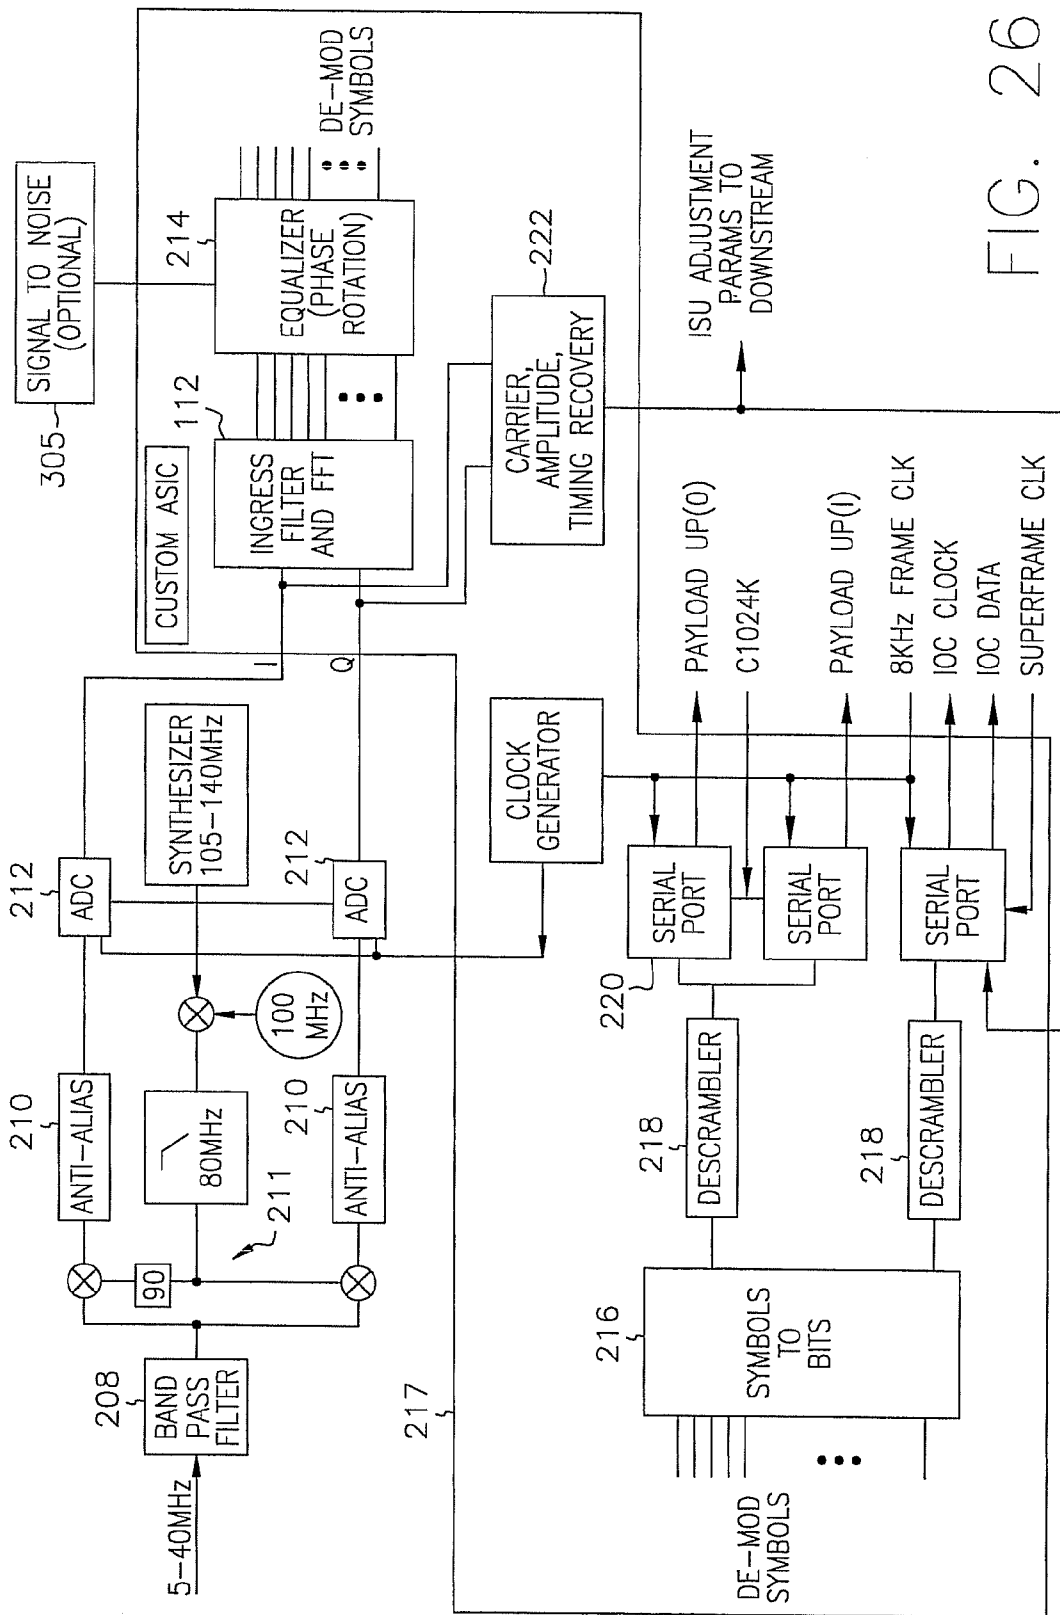 5-40MHz
208
BAND
PASS
FILTER
90
211
210
ANTI-ALIAS
80MHz
210
ANTI-ALIAS
100
MHz
212
ADC
SYNTHESIZER
105-140MHz
212
ADC
I
Q
CUSTOM ASIC
305
SIGNAL TO NOISE
(OPTIONAL)
112
INGRESS
FILTER
AND FFT
214
EQUALIZER
(PHASE
ROTATION)
DE-MOD
SYMBOLS
222
CARRIER,
AMPLITUDE,
TIMING RECOVERY
ISU ADJUSTMENT
PARAMS TO
DOWNSTREAM
217
CLOCK
GENERATOR
DE-MOD
SYMBOLS
216
SYMBOLS
TO
BITS
218
DESCRAMBLER
218
DESCRAMBLER
220
SERIAL
PORT
SERIAL
PORT
SERIAL
PORT
PAYLOAD UP(0)
C1024K
PAYLOAD UP(1)
8KHz FRAME CLK
IOC CLOCK
IOC DATA
SUPERFRAME CLK
FIG. 26